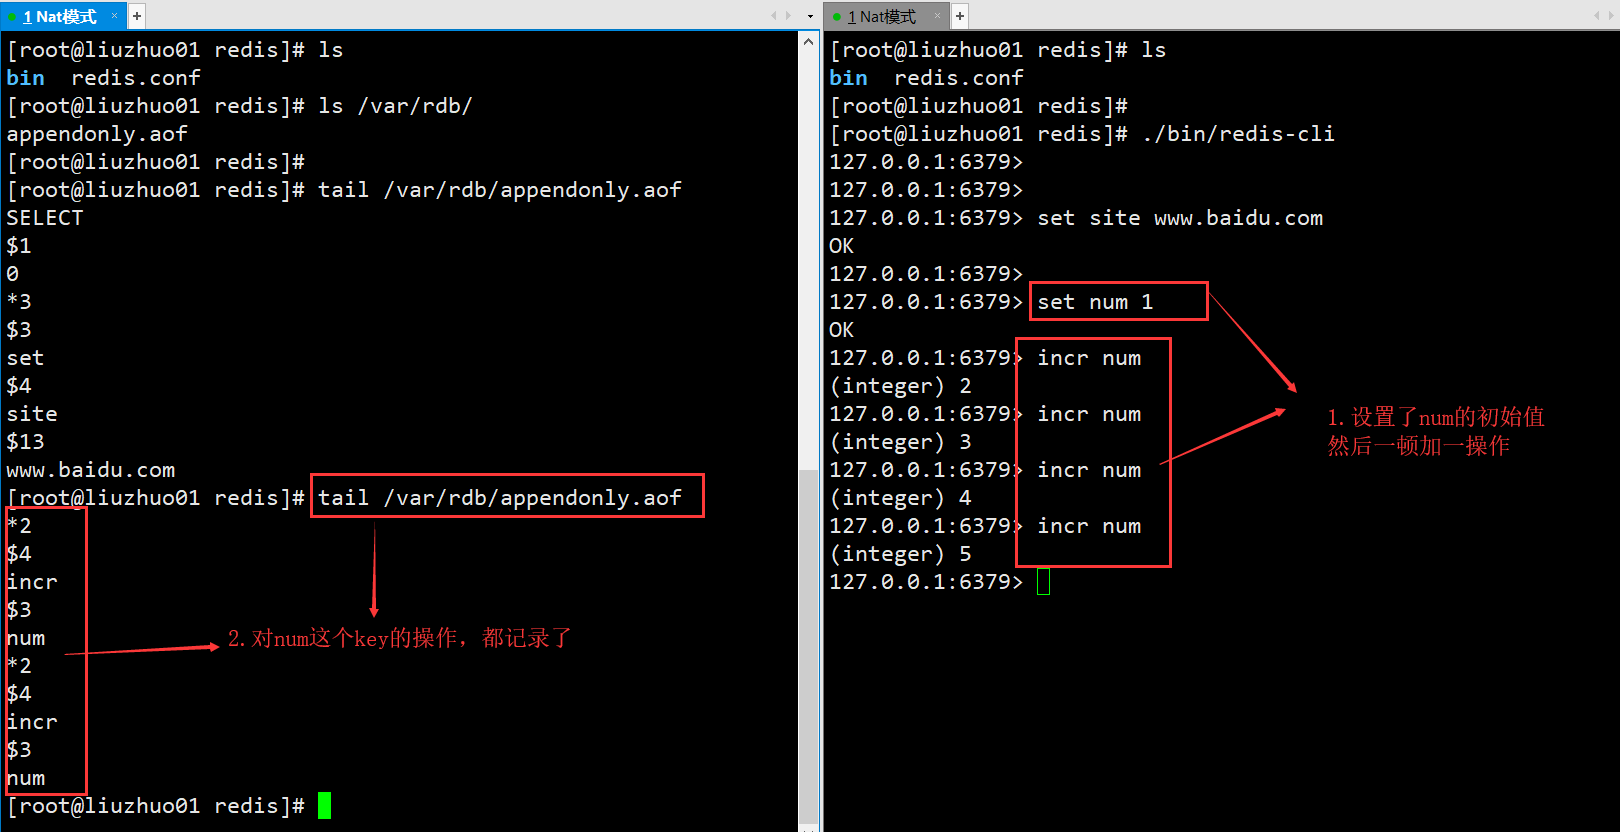 1 Nat模式 × +
[root@liuzhuo01 redis]# ls
bin redis.conf
[root@liuzhuo01 redis]# ls /var/rdb/
appendonly.aof
[root@liuzhuo01 redis]#
[root@liuzhuo01 redis]# tail /var/rdb/appendonly.aof
SELECT
$1
0
*3
$3
set
$4
site
$13
www.baidu.com
[root@liuzhuo01 redis]# tail /var/rdb/appendonly.aof
*2
$4
incr
$3
num
*2
$4
incr
$3
num
[root@liuzhuo01 redis]#
2.对num这个key的操作，都记录了
1 Nat模式 × +
[root@liuzhuo01 redis]# ls
bin redis.conf
[root@liuzhuo01 redis]#
[root@liuzhuo01 redis]# ./bin/redis-cli
127.0.0.1:6379>
127.0.0.1:6379>
127.0.0.1:6379> set site www.baidu.com
OK
127.0.0.1:6379>
127.0.0.1:6379> set num 1
OK
127.0.0.1:6379> incr num
(integer) 2
127.0.0.1:6379> incr num
(integer) 3
127.0.0.1:6379> incr num
(integer) 4
127.0.0.1:6379> incr num
(integer) 5
127.0.0.1:6379>
1.设置了num的初始值
然后一顿加一操作